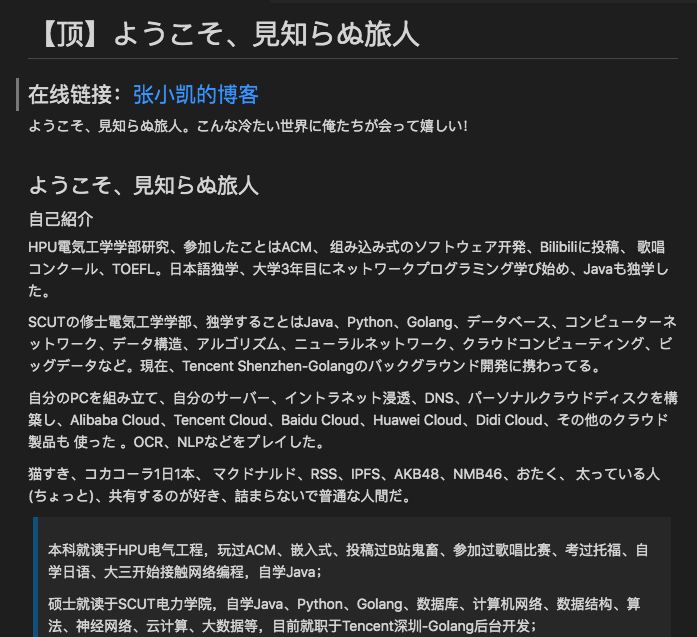 【顶】ようこそ、見知らぬ旅人
在线链接：张小凯的博客
ようこそ、見知らぬ旅人。こんな冷たい世界に俺たちが会って嬉しい!
ようこそ、見知らぬ旅人
自己紹介
HPU電気工学学部研究、参加したことはACM、 組み込み式のソフトウェア开発、Bilibiliに投稿、 歌唱
コンクール、TOEFL。日本語独学、大学3年目にネットワークプログラミング学び始め、Javaも独学し
た。
SCUTの修士電気工学学部、独学することはJava、Python、Golang、データベース、コンピューターネ
ットワーク、データ構造、アルゴリズム、ニューラルネットワーク、クラウドコンピューティング、ビ
ッグデータなど。現在、Tencent Shenzhen-Golangのバックグラウンド開発に携わってる。
自分のPCを組み立て、自分のサーバー、イントラネット浸透、DNS、パーソナルクラウドディスクを構
築し、Alibaba Cloud、Tencent Cloud、Baidu Cloud、Huawei Cloud、Didi Cloud、その他のクラウド
製品も 使った 。OCR、NLPなどをプレイした。
猫すき、コカコーラ1日1本、 マクドナルド、RSS、IPFS、AKB48、NMB46、おたく、 太っている人
(ちょっと)、共有するのが好き、詰まらないで普通な人間だ。
本科就读于HPU电气工程，玩过ACM、嵌入式、投稿过B站鬼畜、参加过歌唱比赛、考过托福、自
学日语、大三开始接触网络编程，自学Java；
硕士就读于SCUT电力学院，自学Java、Python、Golang、数据库、计算机网络、数据结构、算
法、神经网络、云计算、大数据等，目前就职于Tencent深圳-Golang后台开发；